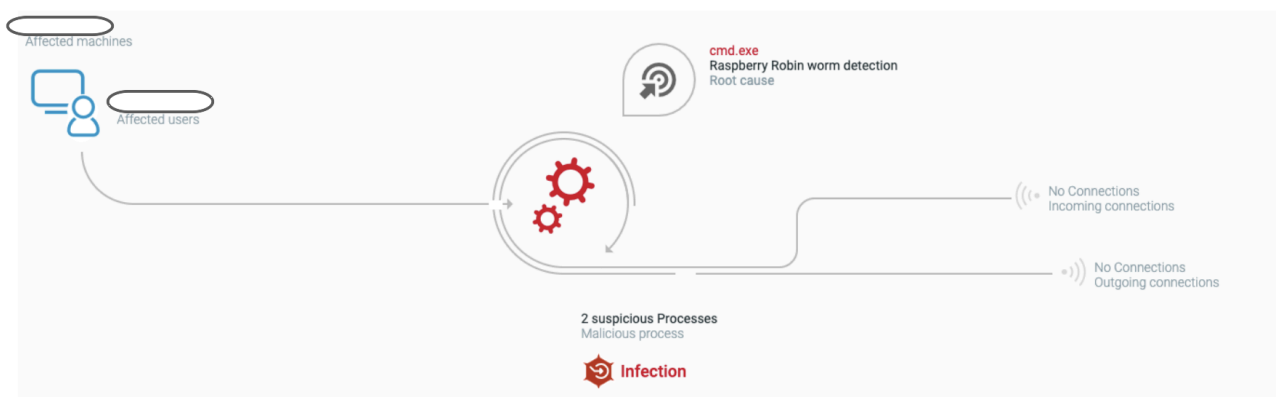 Affected machines
Affected users
cmd.exe
Raspberry Robin worm detection
Root cause
No Connections
Incoming connections
No Connections
Outgoing connections
2 suspicious Processes
Malicious process
Infection